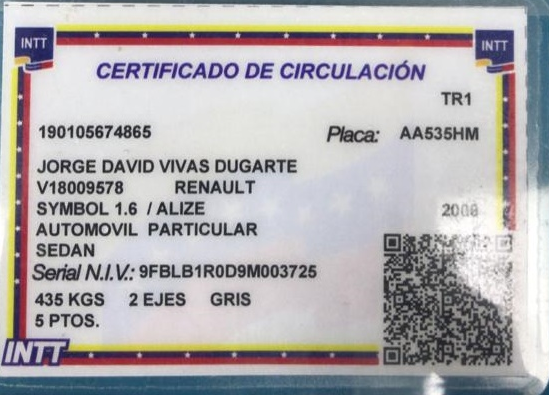 INTT INTT
CERTIFICADO DE CIRCULACIÓN
TR1
190105674865 Placa: AA535HM
JORGE DAVID VIVAS DUGARTE
V18009578 RENAULT
SYMBOL 1.6 / ALIZE 2008
AUTOMOVIL PARTICULAR
SEDAN
Serial N.I.V.: 9FBLB1R0D9M003725
435 KGS 2 EJES GRIS
5 PTOS.
INTT